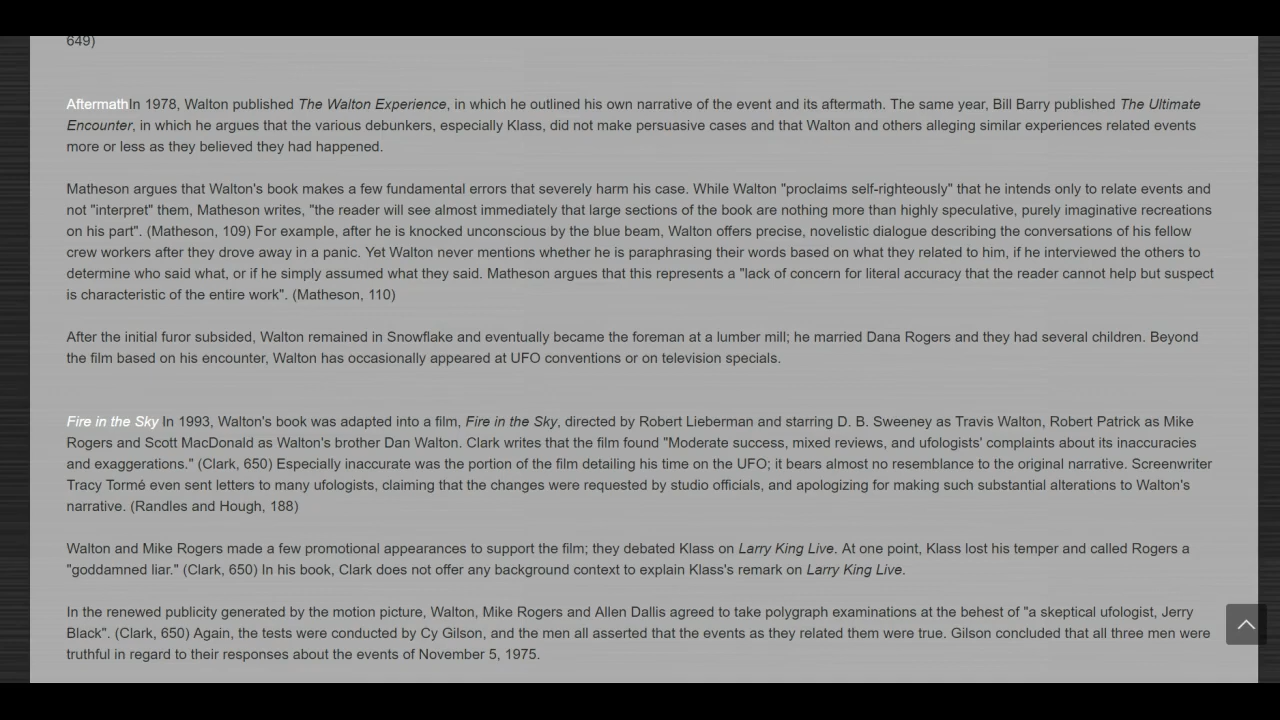 649)
AftermathIn 1978, Walton published The Walton Experience, in which he outlined his own narrative of the event and its aftermath. The same year, Bill Barry published The Ultimate
Encounter, in which he argues that the various debunkers, especially Klass, did not make persuasive cases and that Walton and others alleging similar experiences related events
more or less as they believed they had happened.
Matheson argues that Walton's book makes a few fundamental errors that severely harm his case. While Walton "proclaims self-righteously" that he intends only to relate events and
not "interpret" them, Matheson writes, "the reader will see almost immediately that large sections of the book are nothing more than highly speculative, purely imaginative recreations
on his part". (Matheson, 109) For example, after he is knocked unconscious by the blue beam, Walton offers precise, novelistic dialogue describing the conversations of his fellow
crew workers after they drove away in a panic. Yet Walton never mentions whether he is paraphrasing their words based on what they related to him, if he interviewed the others to
determine who said what, or if he simply assumed what they said. Matheson argues that this represents a "lack of concern for literal accuracy that the reader cannot help but suspect
is characteristic of the entire work". (Matheson, 110)
After the initial furor subsided, Walton remained in Snowflake and eventually became the foreman at a lumber mill; he married Dana Rogers and they had several children. Beyond
the film based on his encounter, Walton has occasionally appeared at UFO conventions or on television specials.
Fire in the Sky In 1993, Walton's book was adapted into a film, Fire in the Sky, directed by Robert Lieberman and starring D. B. Sweeney as Travis Walton, Robert Patrick as Mike
Rogers and Scott MacDonald as Walton's brother Dan Walton. Clark writes that the film found "Moderate success, mixed reviews, and ufologists' complaints about its inaccuracies
and exaggerations." (Clark, 650) Especially inaccurate was the portion of the film detailing his time on the UFO; it bears almost no resemblance to the original narrative. Screenwriter
Tracy Tormé even sent letters to many ufologists, claiming that the changes were requested by studio officials, and apologizing for making such substantial alterations to Walton's
narrative. (Randles and Hough, 188)
Walton and Mike Rogers made a few promotional appearances to support the film; they debated Klass on Larry King Live. At one point, Klass lost his temper and called Rogers a
"goddamned liar." (Clark, 650) In his book, Clark does not offer any background context to explain Klass's remark on Larry King Live.
In the renewed publicity generated by the motion picture, Walton, Mike Rogers and Allen Dallis agreed to take polygraph examinations at the behest of "a skeptical ufologist, Jerry
Black". (Clark, 650) Again, the tests were conducted by Cy Gilson, and the men all asserted that the events as they related them were true. Gilson concluded that all three men were
truthful in regard to their responses about the events of November 5, 1975.